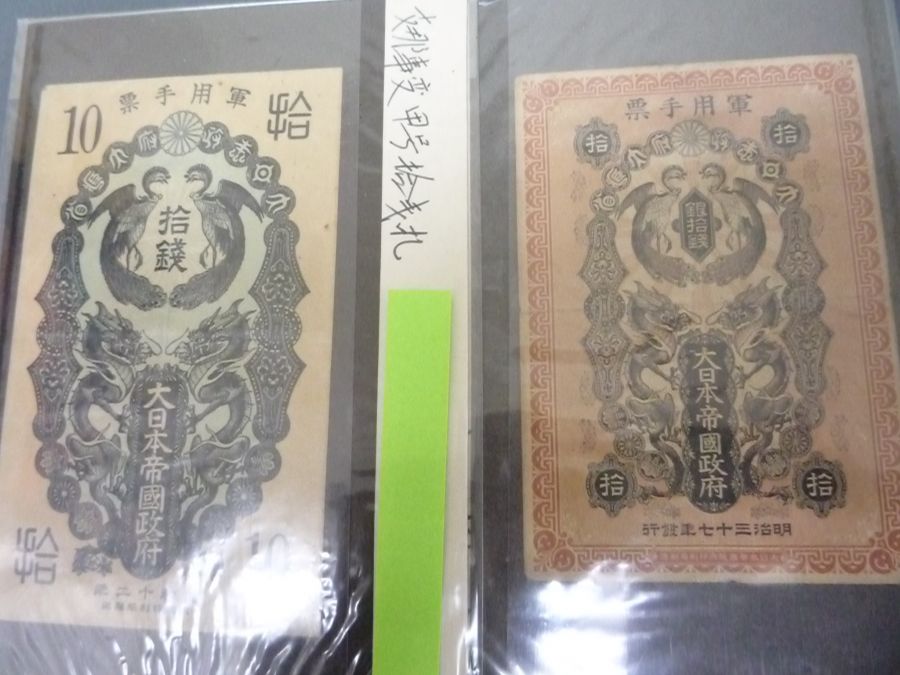 10
軍用手票
拾
拾錢
大日本帝國政府
拾
10
支那事変 甲号拾銭札
軍用手票
拾
拾
銀拾錢
大日本帝國政府
拾
拾
明治三十七年發行